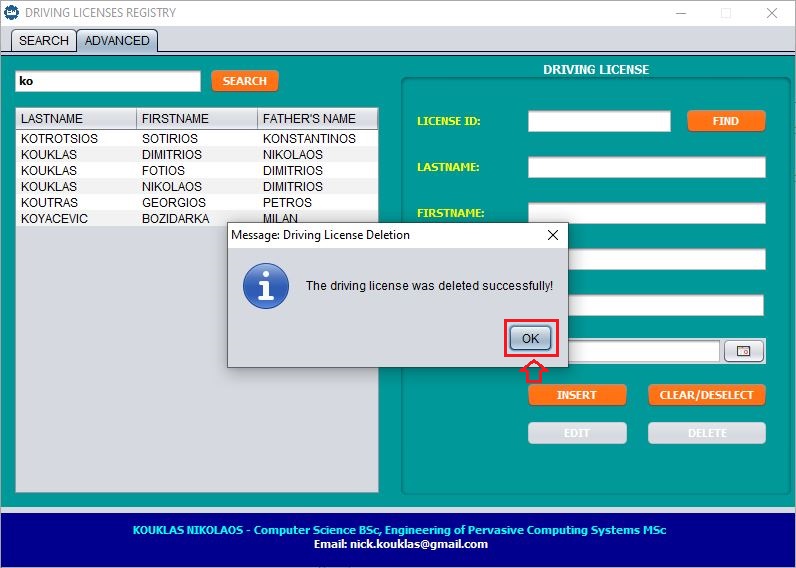 DRIVING LICENSES REGISTRY
SEARCH ADVANCED
ko SEARCH
LASTNAME FIRSTNAME FATHER'S NAME
KOTROTSIOS SOTIRIOS KONSTANTINOS
KOUKLAS DIMITRIOS NIKOLAOS
KOUKLAS FOTIOS DIMITRIOS
KOUKLAS NIKOLAOS DIMITRIOS
KOUTRAS GEORGIOS PETROS
KOYACEVIC BOZIDARKA MILAN
DRIVING LICENSE
LICENSE ID: FIND
LASTNAME:
FIRSTNAME:
Message: Driving License Deletion
The driving license was deleted successfully!
OK
INSERT CLEAR/DESELECT
EDIT DELETE
KOUKLAS NIKOLAOS - Computer Science BSc, Engineering of Pervasive Computing Systems MSc
Email: nick.kouklas@gmail.com